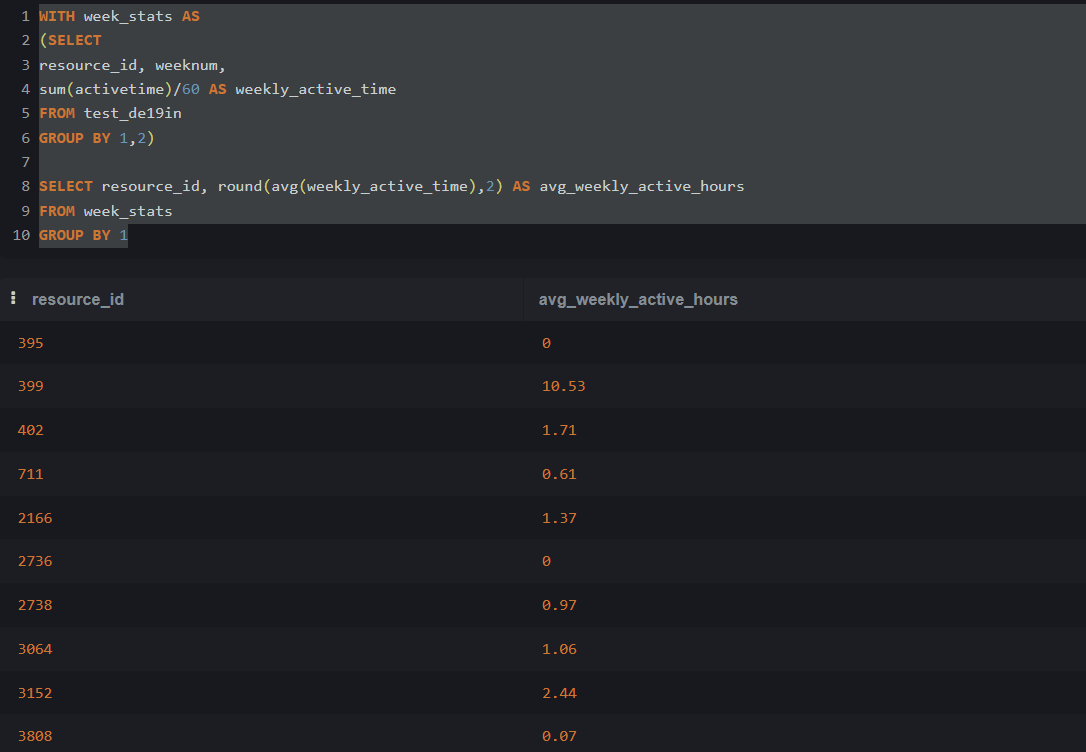 1 WITH week_stats AS
2 (SELECT
3 resource_id, weeknum,
4 sum(activetime)/60 AS weekly_active_time
5 FROM test_de19in
6 GROUP BY 1,2)
7
8 SELECT resource_id, round(avg(weekly_active_time),2) AS avg_weekly_active_hours
9 FROM week_stats
10 GROUP BY 1
resource_id avg_weekly_active_hours
395 0
399 10.53
402 1.71
711 0.61
2166 1.37
2736 0
2738 0.97
3064 1.06
3152 2.44
3808 0.07